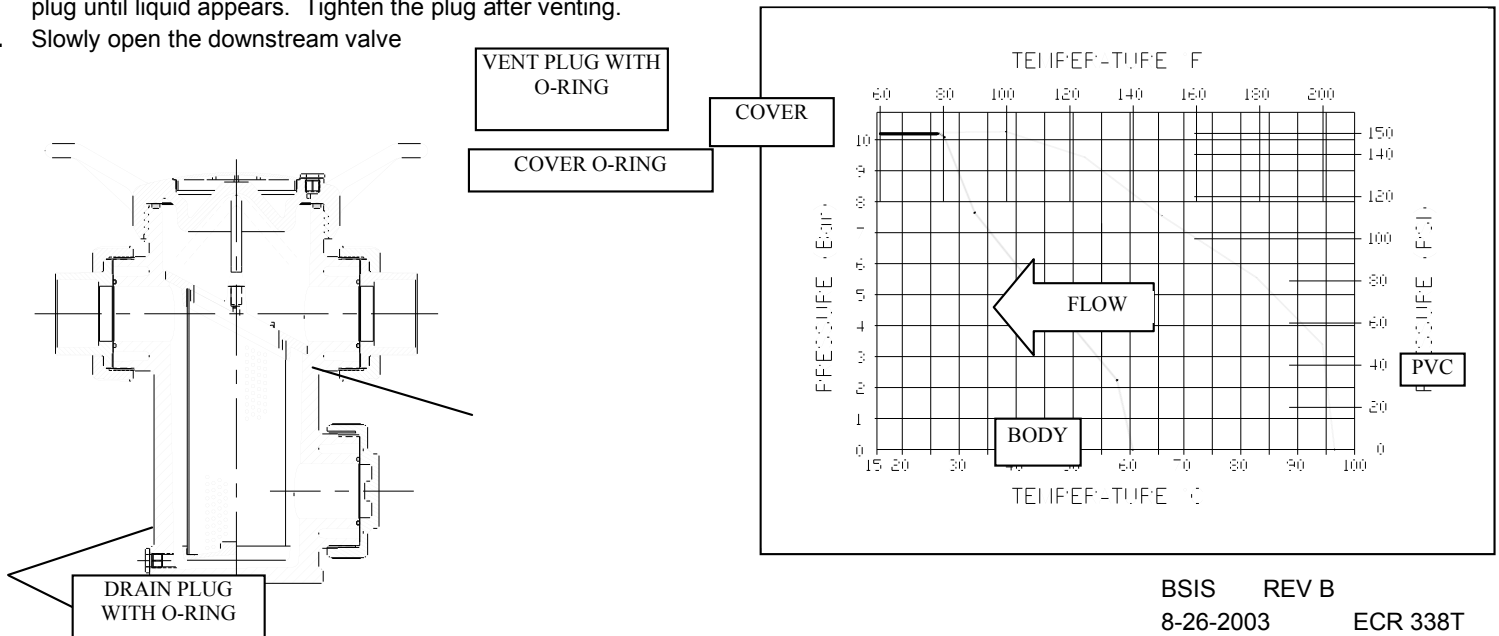 plug until liquid appears.  Tighten the plug after venting.
Slowly open the downstream valve
VENT PLUG WITH
O-RING
COVER O-RING
COVER
60 80 100 120 140 160 180 200
10
9
8
6
5
4
3
2
1
0
150
140
120
100
80
60
40
20
0
FLOW
PVC
BODY
15 20 30 60 70 80 90 100
DRAIN PLUG
WITH O-RING
BSIS REV B
8-26-2003 ECR 338T